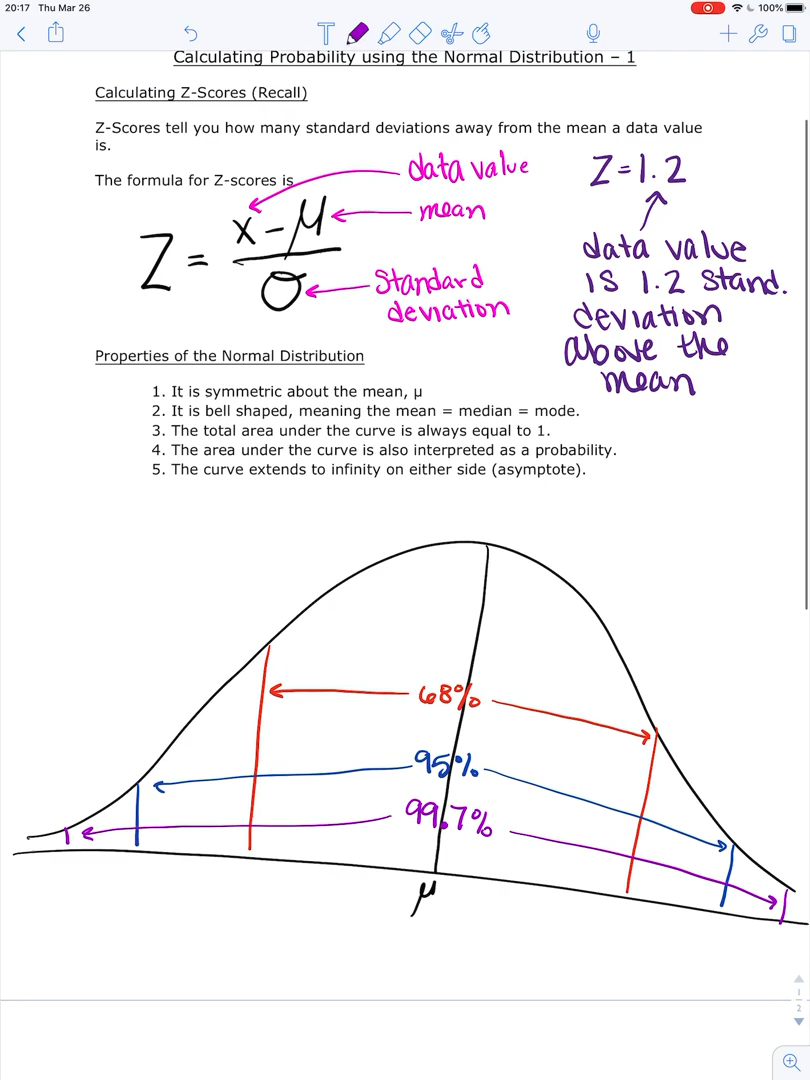 20:17 Thu Mar 26
100%
T
Calculating Probability using the Normal Distribution – 1
Calculating Z-Scores (Recall)
Z-Scores tell you how many standard deviations away from the mean a data value
is.
The formula for Z-scores is
data value
mean
Z = x - μ / σ
Standard
deviation
Z = 1.2
data value
is 1.2 stand.
deviation
above the
mean
Properties of the Normal Distribution
1. It is symmetric about the mean, μ
2. It is bell shaped, meaning the mean = median = mode.
3. The total area under the curve is always equal to 1.
4. The area under the curve is also interpreted as a probability.
5. The curve extends to infinity on either side (asymptote).
68%
95%
99.7%
μ
1
2